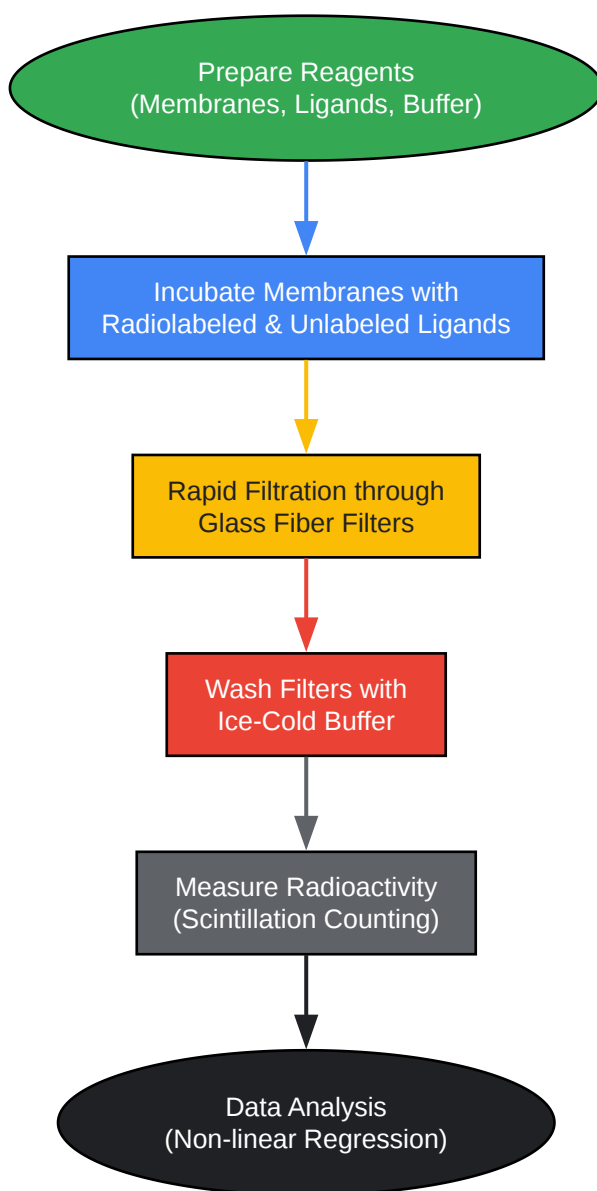 Prepare Reagents
(Membranes, Ligands, Buffer)
Incubate Membranes with
Radiolabeled & Unlabeled Ligands
Rapid Filtration through
Glass Fiber Filters
Wash Filters with
Ice-Cold Buffer
Measure Radioactivity
(Scintillation Counting)
Data Analysis
(Non-linear Regression)